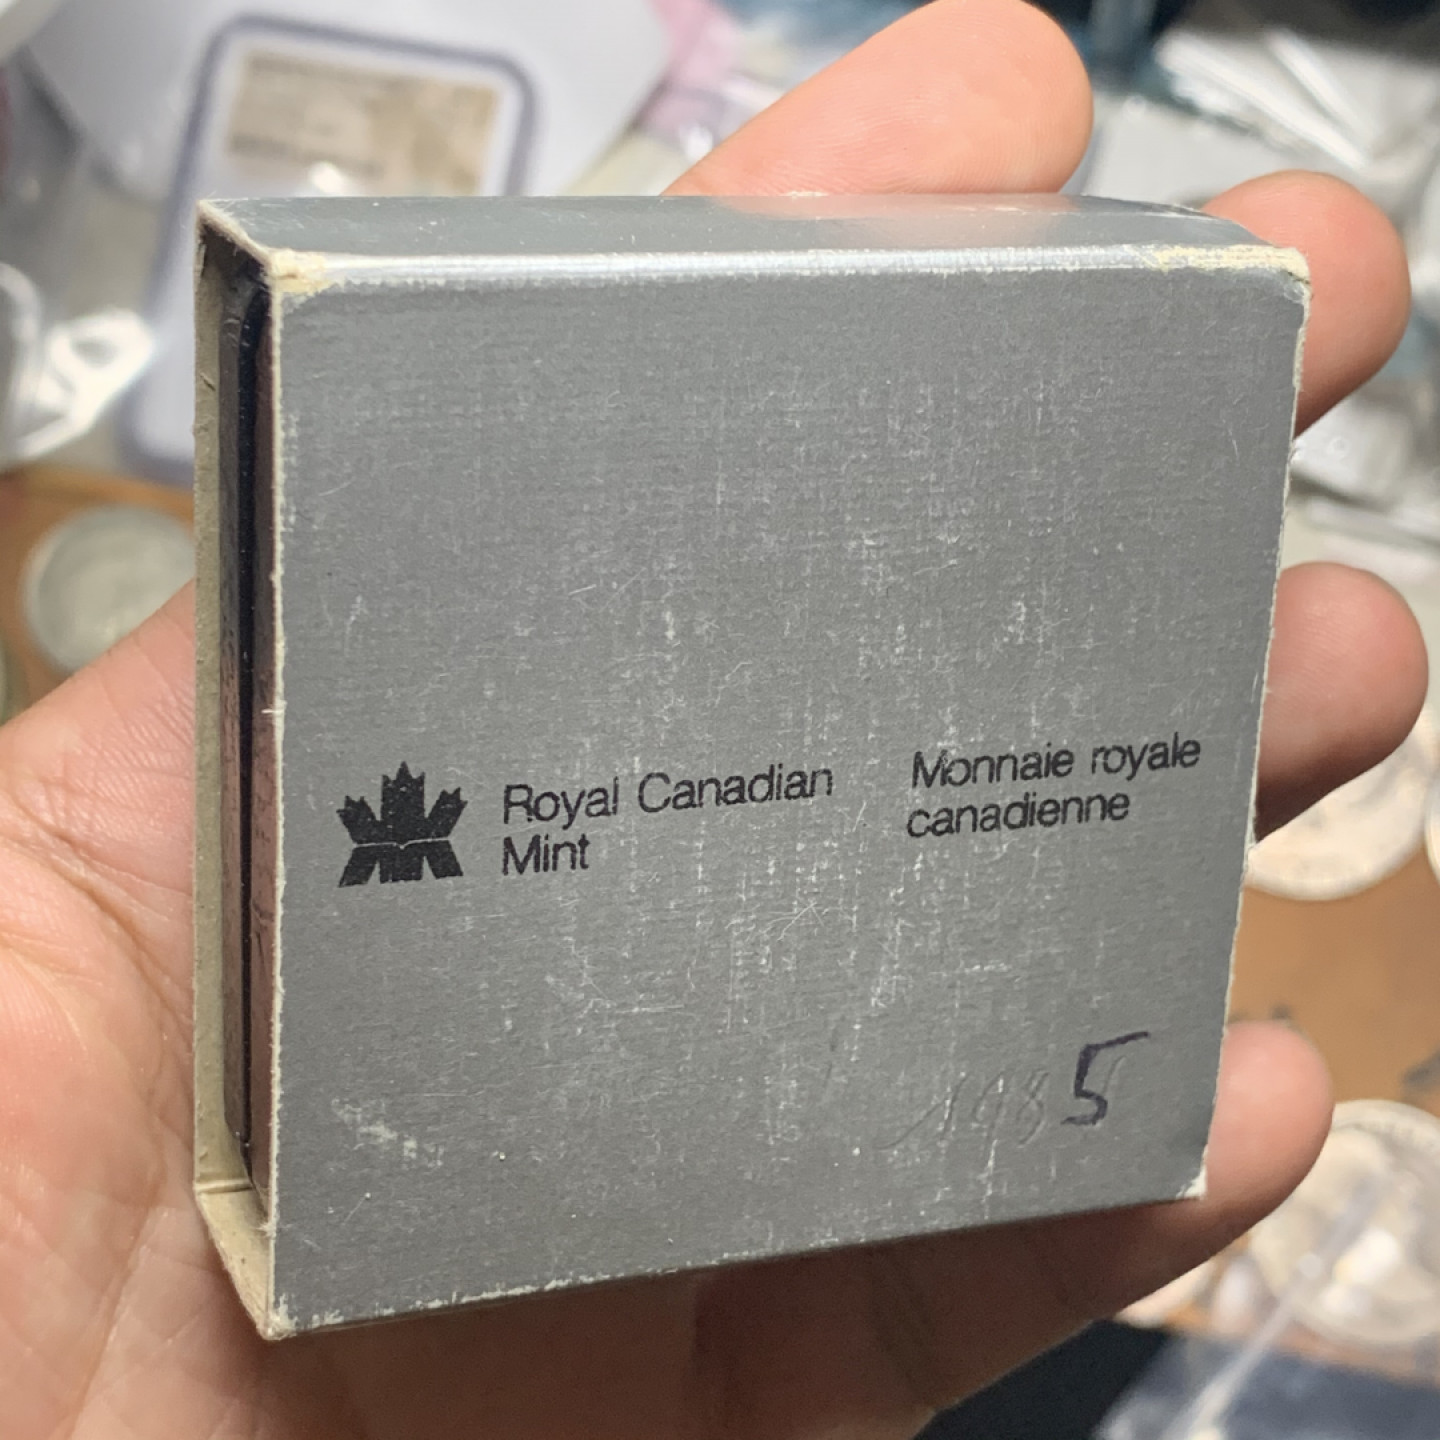 Royal Canadian
Mint
Monnaie royale
canadienne
1985